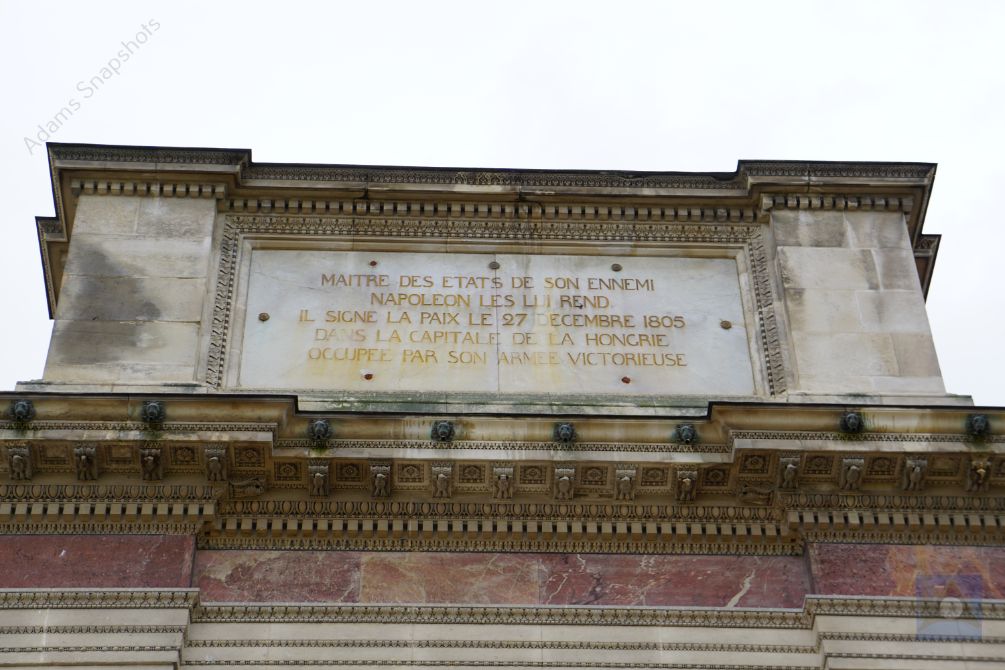 Adams Snapshots
MAITRE DES ETATS DE SON ENNEMI
NAPOLEON LES LUI REND
IL SIGNE LA PAIX LE 27 DECEMBRE 1805
DANS LA CAPITALE DE LA HONGRIE
OCCUPEE PAR SON ARMEE VICTORIEUSE